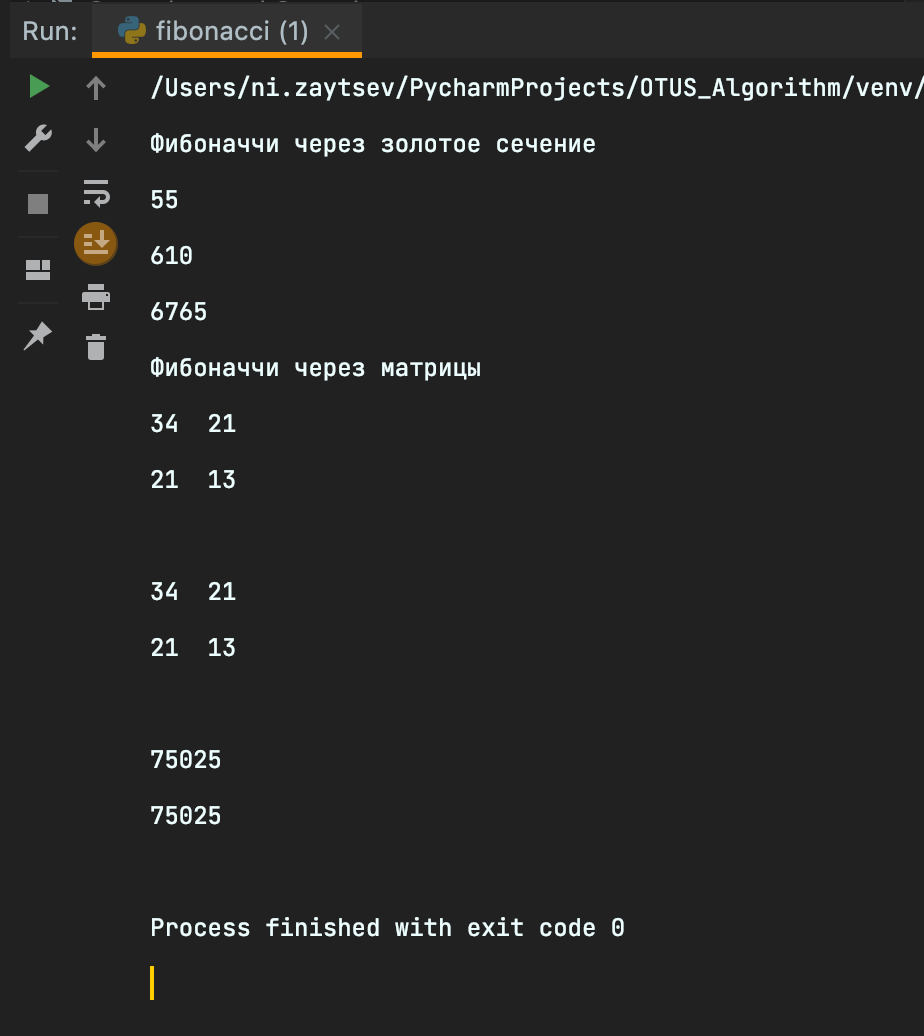 Run: fibonacci (1)
/Users/ni.zaytsev/PycharmProjects/OTUS_Algorithm/venv/
Фибоначчи через золотое сечение
55
610
6765
Фибоначчи через матрицы
34 21
21 13
34 21
21 13
75025
75025
Process finished with exit code 0